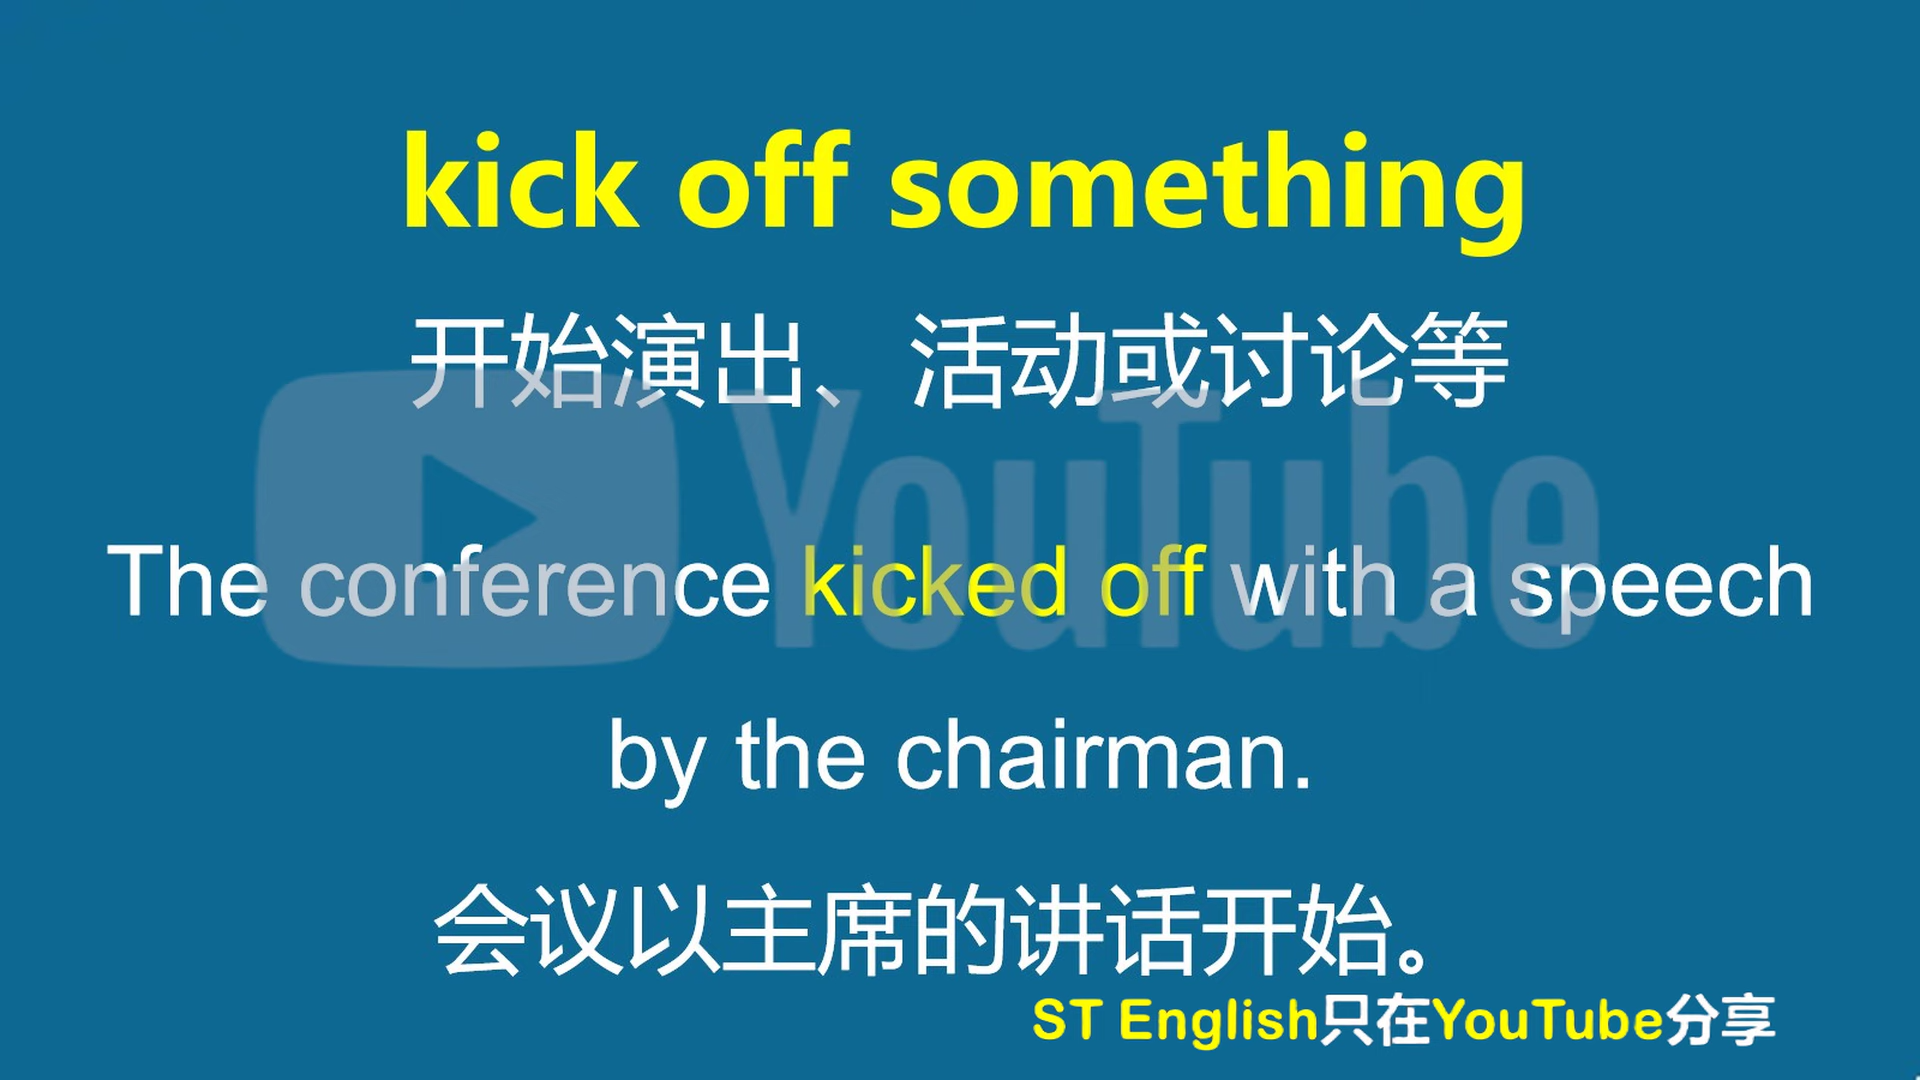 kick off something
开始演出、活动或讨论等
YouTube
The conference kicked off with a speech
by the chairman.
会议以主席的讲话开始。
ST English只在YouTube分享